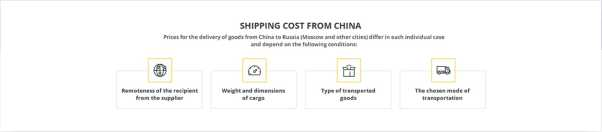 SHIPPING COST FROM CHINA
Prices for the delivery of goods from China to Russia (Moscow and other cities) differ in each individual case
and depend on the following conditions:
Remoteness of the recipient
from the supplier
Weight and dimensions
of cargo
Type of transported
goods
The chosen mode of
transportation